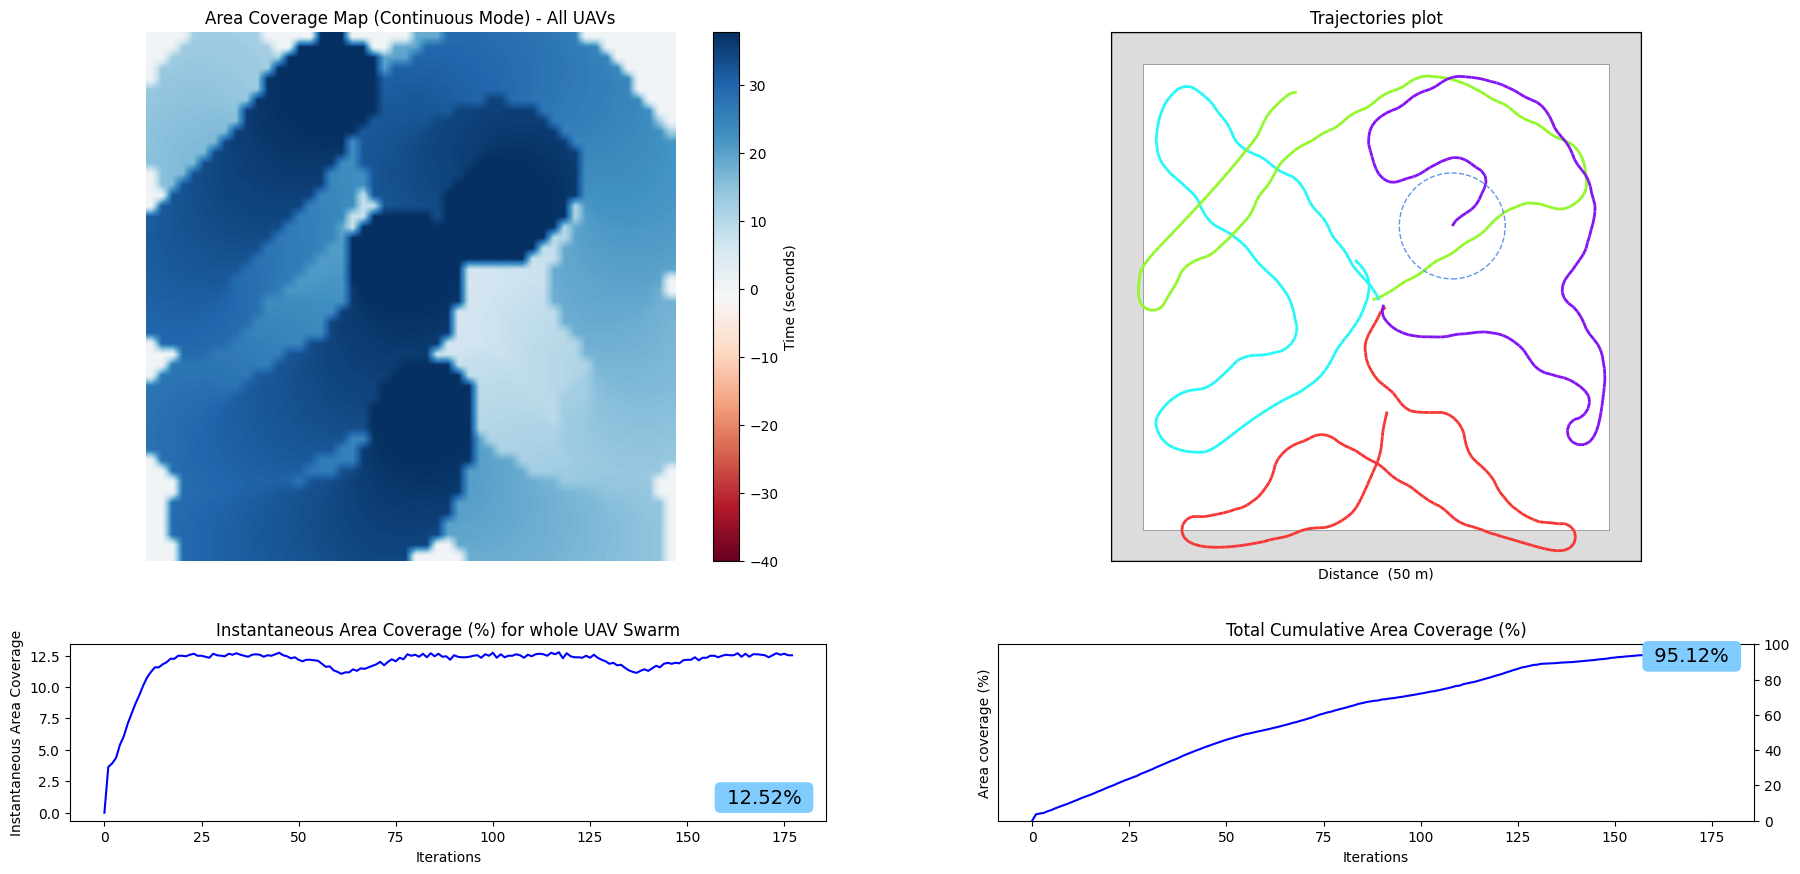 Area Coverage Map (Continuous Mode) - All UAVs
30
20
10
0
−10
−20
−30
−40
Time (seconds)
Trajectories plot
Distance  (50 m)
Instantaneous Area Coverage (%) for whole UAV Swarm
Instantaneous Area Coverage
12.5
10.0
7.5
5.0
2.5
0.0
12.52%
0 25 50 75 100 125 150 175
Iterations
Total Cumulative Area Coverage (%)
Area coverage (%)
95.12%
100
80
60
40
20
0
0 25 50 75 100 125 150 175
Iterations